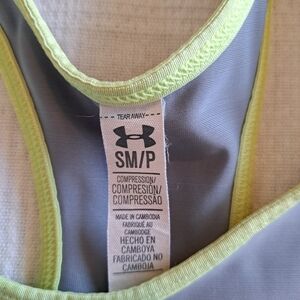 TEAR AWAY
SM/P
COMPRESSION/
COMPRESIÓN/
COMPRESSÃO
MADE IN CAMBODIA
FABRIQUÉ AU
CAMBODGE
HECHO EN
CAMBOYA
FABRICADO NO
CAMBOJA